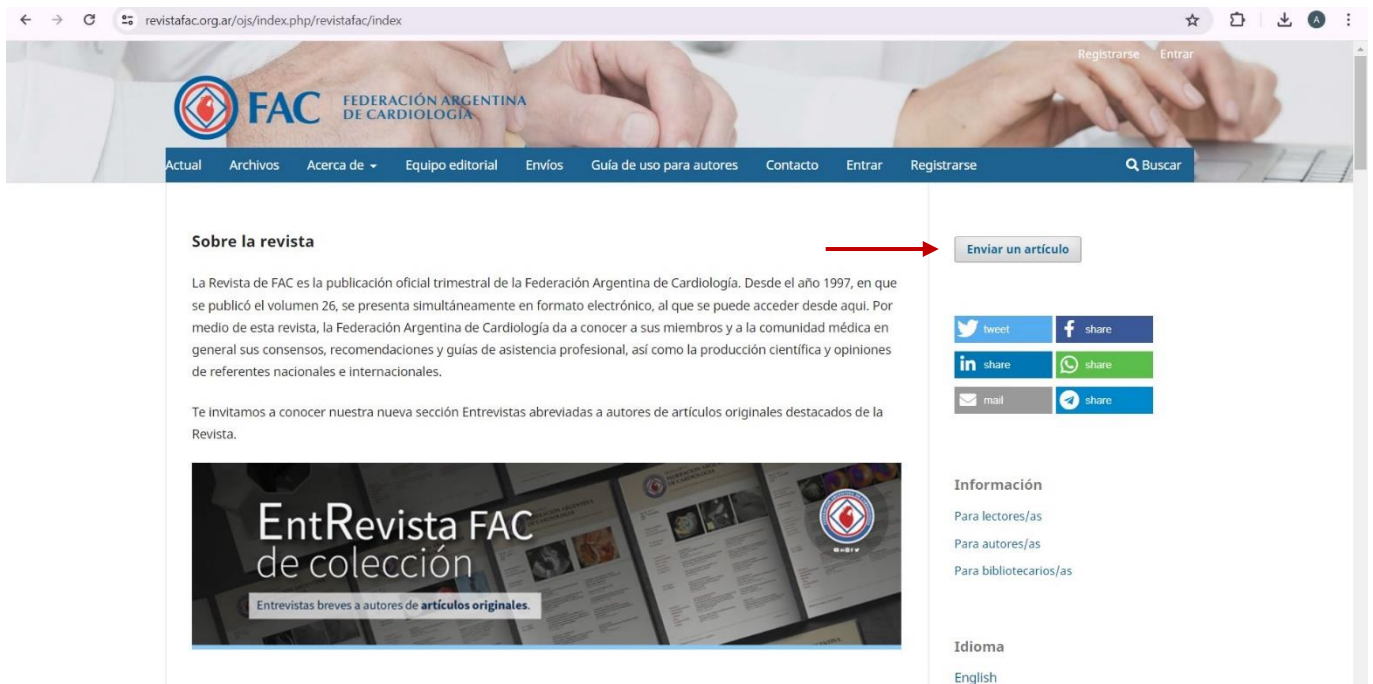 revistafac.org.ar/ojs/index.php/revistafac/index
A
Registrarse Entrar
FAC FEDERACIÓN ARGENTINA
DE CARDIOLOGÍA
Actual Archivos Acerca de Equipo editorial Envíos Guía de uso para autores Contacto Entrar Registrarse Buscar
Sobre la revista
La Revista de FAC es la publicación oficial trimestral de la Federación Argentina de Cardiología. Desde el año 1997, en que
se publicó el volumen 26, se presenta simultáneamente en formato electrónico, al que se puede acceder desde aqui. Por
medio de esta revista, la Federación Argentina de Cardiología da a conocer a sus miembros y a la comunidad médica en
general sus consensos, recomendaciones y guías de asistencia profesional, así como la producción científica y opiniones
de referentes nacionales e internacionales.
Te invitamos a conocer nuestra nueva sección Entrevistas abreviadas a autores de artículos originales destacados de la
Revista.
EntRevista FAC
de colección
Entrevistas breves a autores de artículos originales.
Enviar un artículo
tweet share
in share share
mail share
Información
Para lectores/as
Para autores/as
Para bibliotecarios/as
Idioma
English